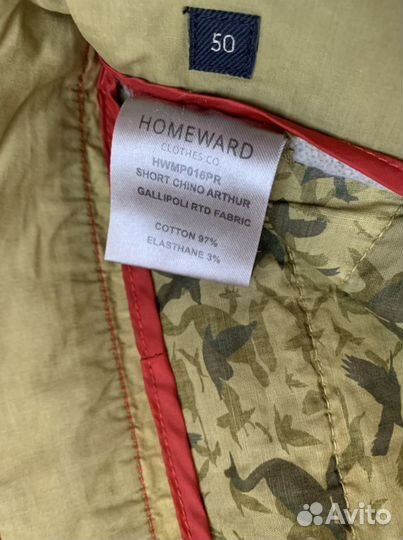 50
HOMEWARD
CLOTHES CO.
HWMP016PR
SHORT CHINO ARTHUR
GALLIPOLI RTD FABRIC
COTTON 97%
ELASTHANE 3%
Avito